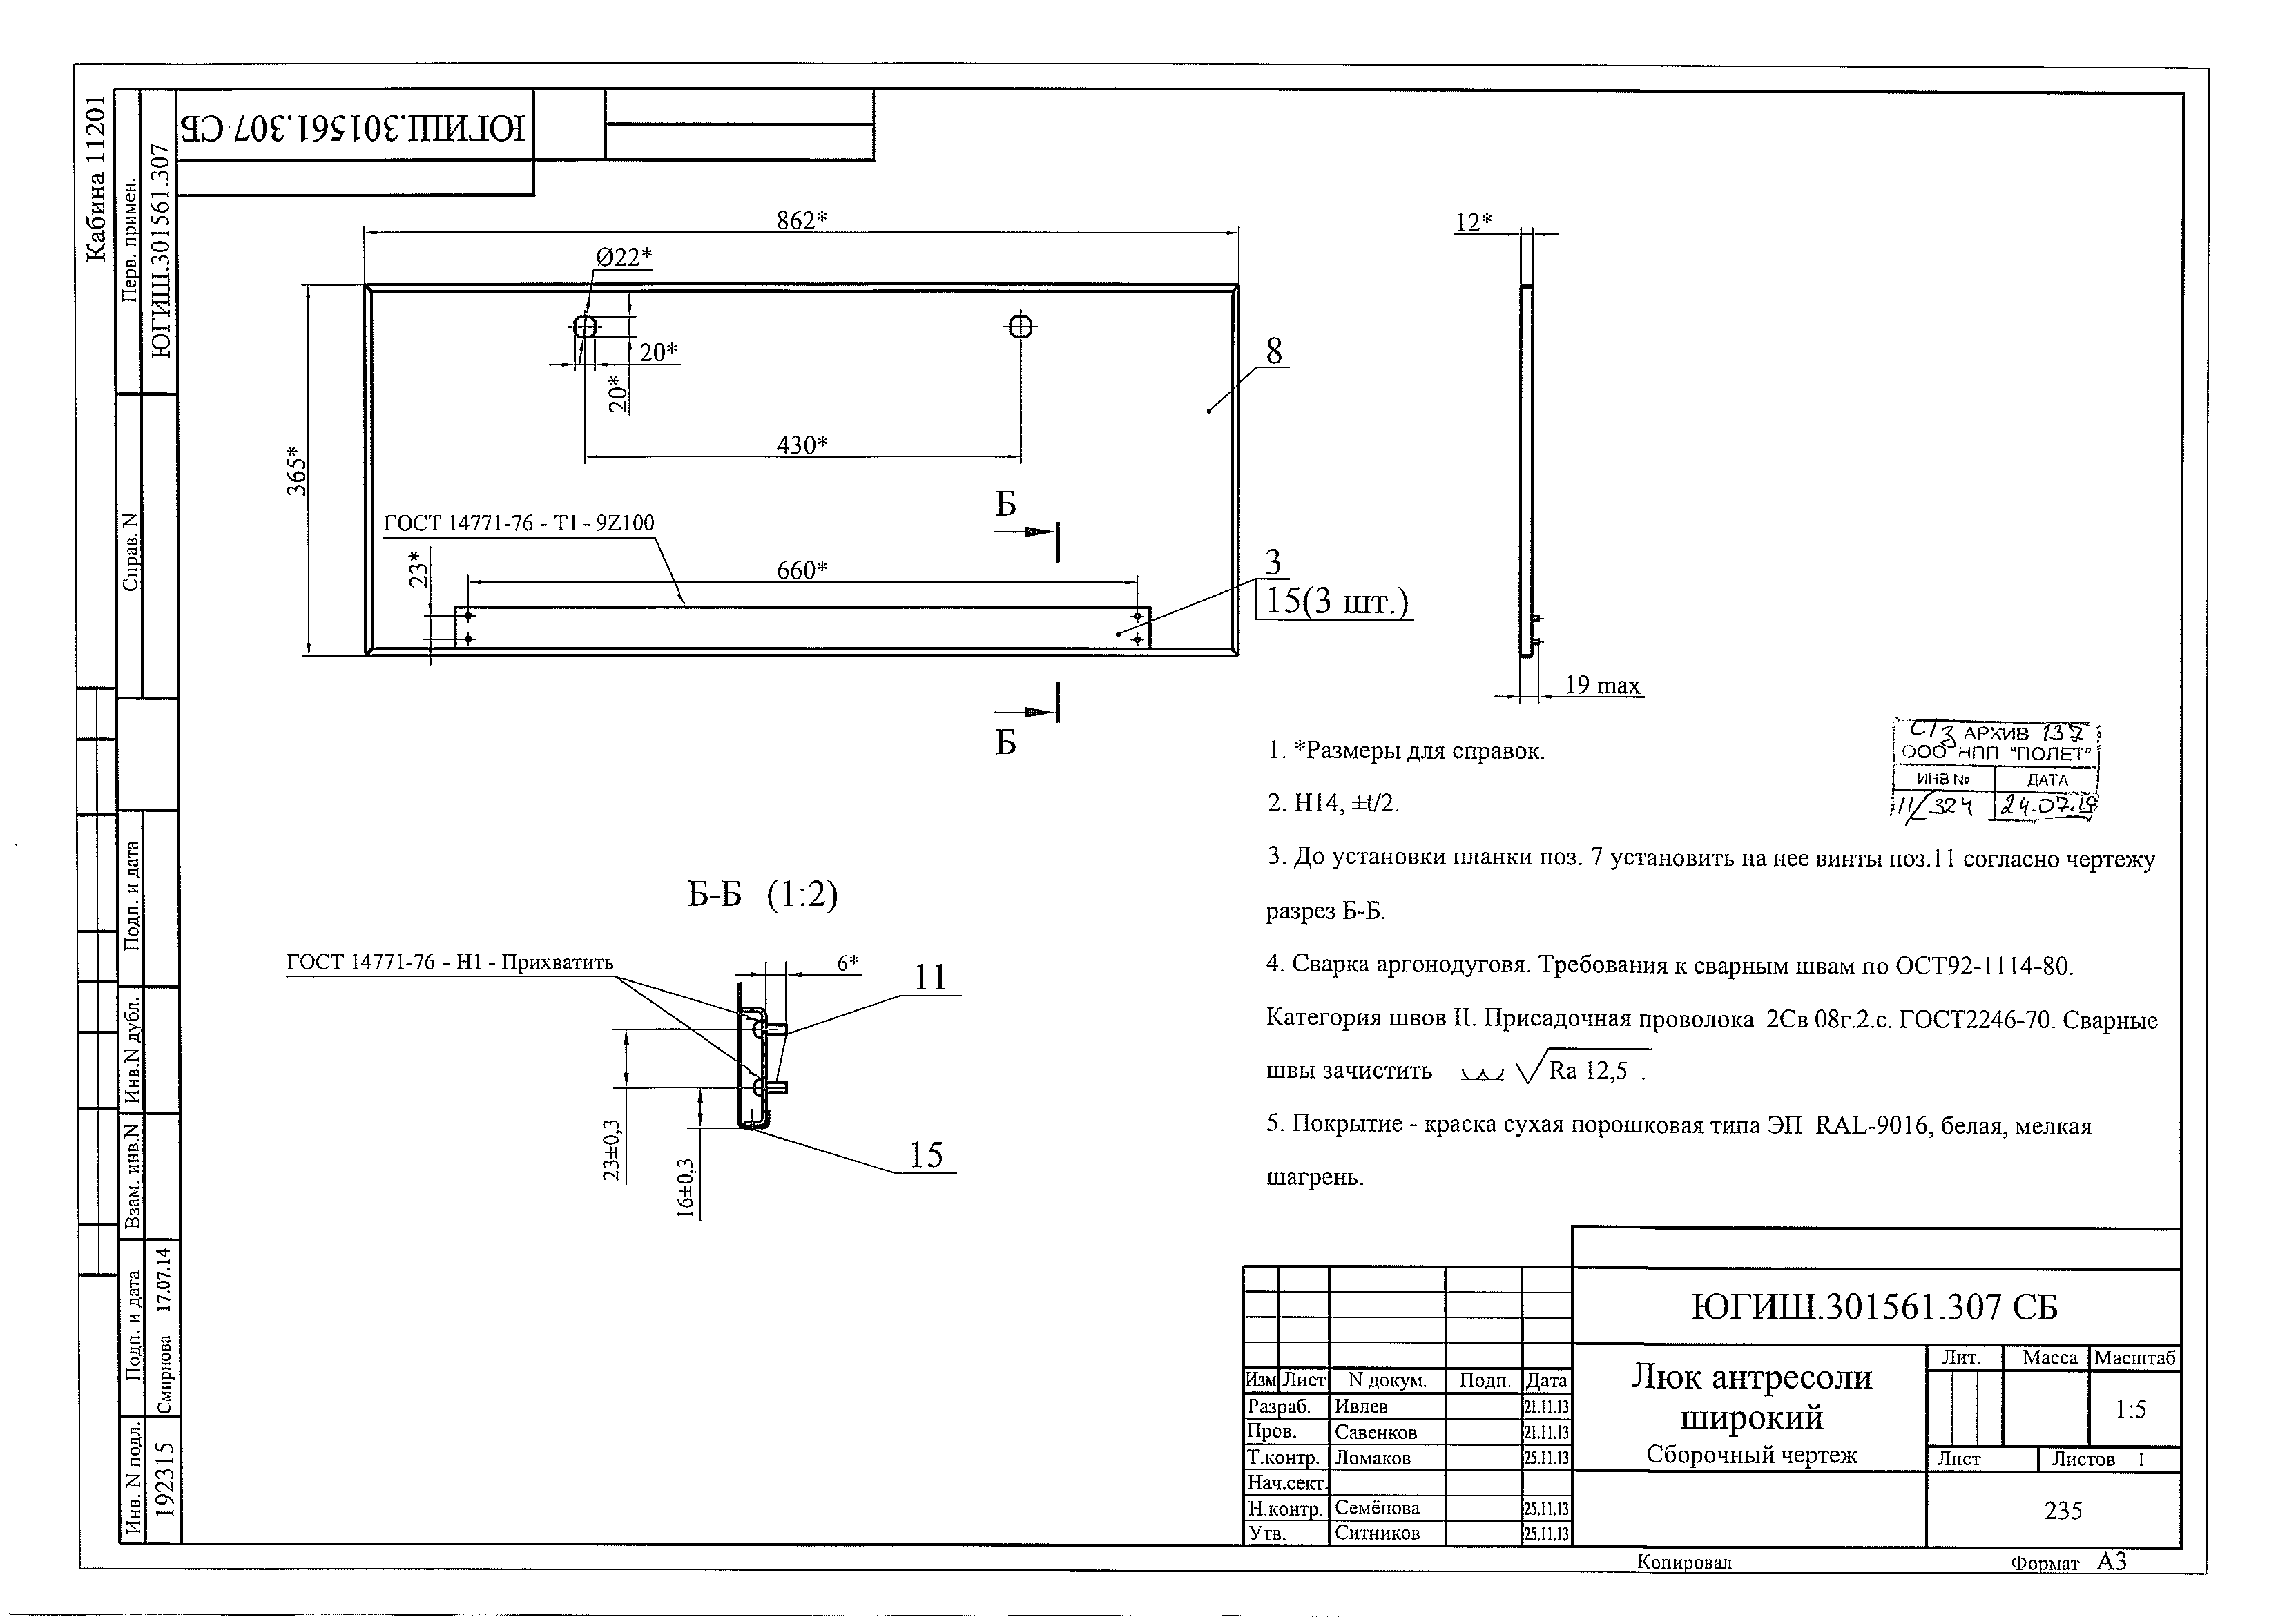 Кабина 11201
Перв. примен.
ЮГИШ.301561.307
Справ. N
Подп. и дата
Инв.N дубл.
Взам. инв.N
Подп. и дата
Смирнова 17.07.14
Инв. N подл.
192315
ЮГИШ.301561.307 СБ
862*
Ø22*
20*
20*
430*
365*
8
12*
ГОСТ 14771-76 - Т1 - 9Z100
Б
23*
660*
3
15(3 шт.)
Б
19 max
АРХИВ 137
ООО НПП "ПОЛЕТ"
ИНВ № ДАТА
11/324
1. *Размеры для справок.
2. Н14, ±t/2.
3. До установки планки поз. 7 установить на нее винты поз.11 согласно чертежу
разрез Б-Б.
4. Сварка аргонодуговя. Требования к сварным швам по ОСТ92-1114-80.
Категория швов II. Присадочная проволока 2Св 08г.2.с. ГОСТ2246-70. Сварные
швы зачистить √Ra 12,5 .
5. Покрытие - краска сухая порошковая типа ЭП RAL-9016, белая, мелкая
шагрень.
Б-Б (1:2)
ГОСТ 14771-76 - Н1 - Прихватить
6*
11
23±0,3
16±0,3
15
ЮГИШ.301561.307 СБ
Изм Лист N докум. Подп. Дата
Разраб. Ивлев 21.11.13
Пров. Савенков 21.11.13
Т.контр. Ломаков 25.11.13
Нач.сект.
Н.контр. Семёнова 25.11.13
Утв. Ситников 25.11.13
Люк антресоли
широкий
Сборочный чертеж
Лит. Масса Масштаб
1:5
Лист Листов 1
235
Копировал Формат А3